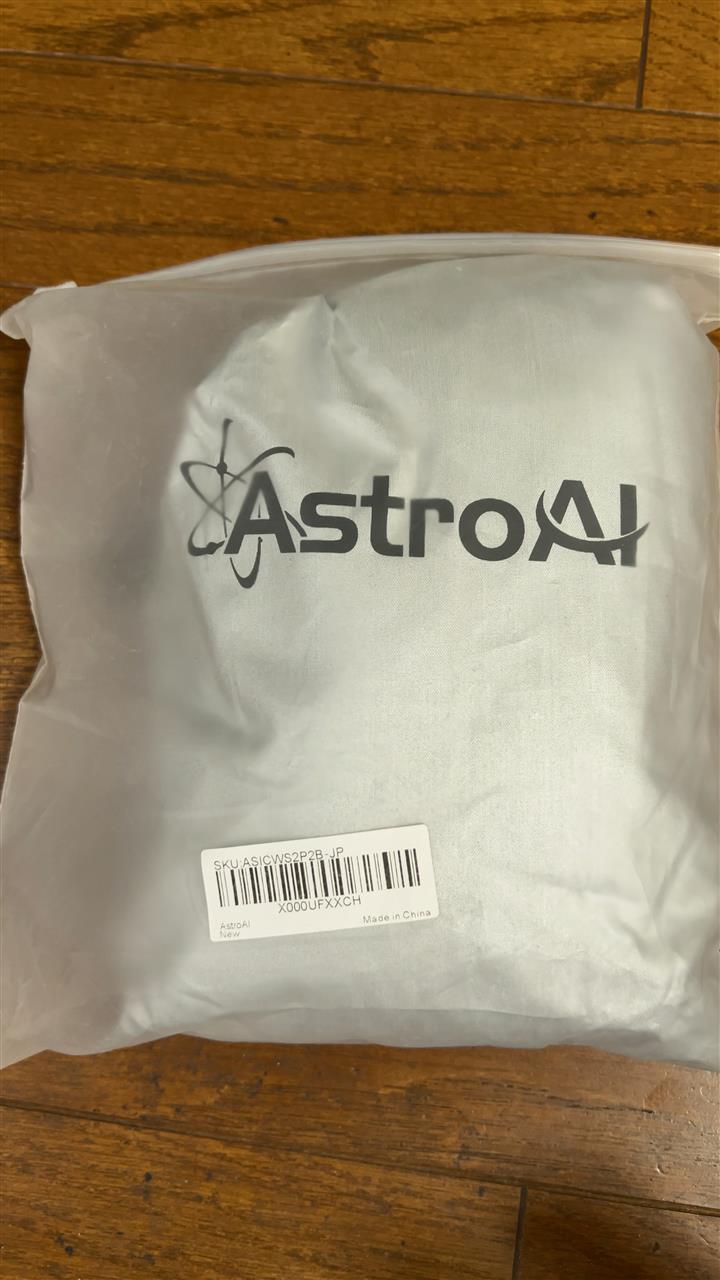 AstroAI
SKU:ASICWS2P2B-JP
X000UFXXCH
AstroAI
New
Made in China